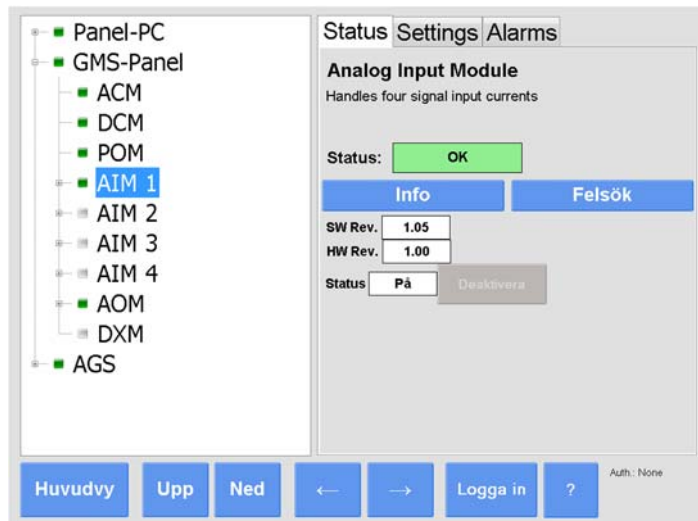 Panel-PC
GMS-Panel
ACM
DCM
POM
AIM 1
AIM 2
AIM 3
AIM 4
AOM
DXM
AGS
Status Settings Alarms
Analog Input Module
Handles four signal input currents
Status: OK
Info Felsök
SW Rev. 1.05
HW Rev. 1.00
Status På Deaktivera
Huvudvy Upp Ned ← → Logga in ? Auth.: None